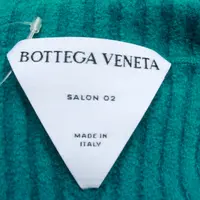 BOTTEGA VENETA
SALON 02
MADE IN
ITALY